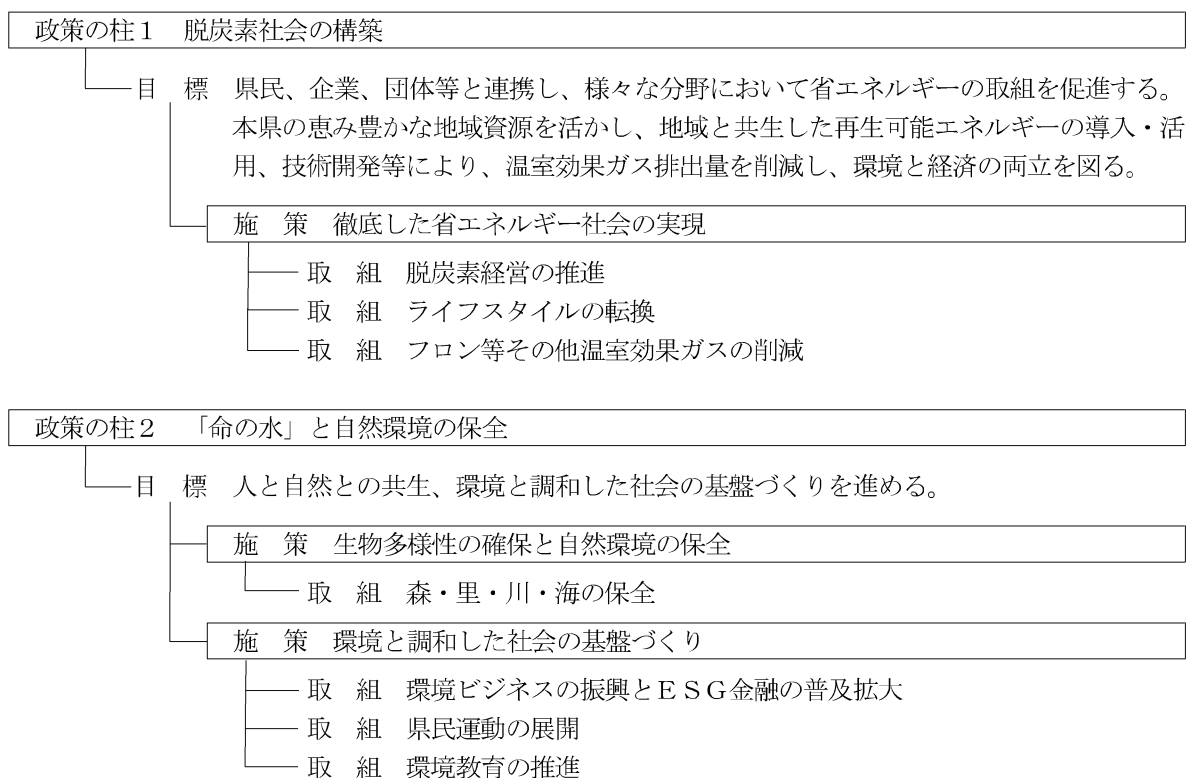 政策の柱１　脱炭素社会の構築
目　標　県民、企業、団体等と連携し、様々な分野において省エネルギーの取組を促進する。
本県の恵み豊かな地域資源を活かし、地域と共生した再生可能エネルギーの導入・活
用、技術開発等により、温室効果ガス排出量を削減し、環境と経済の両立を図る。
施　策　徹底した省エネルギー社会の実現
取　組　脱炭素経営の推進
取　組　ライフスタイルの転換
取　組　フロン等その他温室効果ガスの削減
政策の柱２　「命の水」と自然環境の保全
目　標　人と自然との共生、環境と調和した社会の基盤づくりを進める。
施　策　生物多様性の確保と自然環境の保全
取　組　森・里・川・海の保全
施　策　環境と調和した社会の基盤づくり
取　組　環境ビジネスの振興とＥＳＧ金融の普及拡大
取　組　県民運動の展開
取　組　環境教育の推進